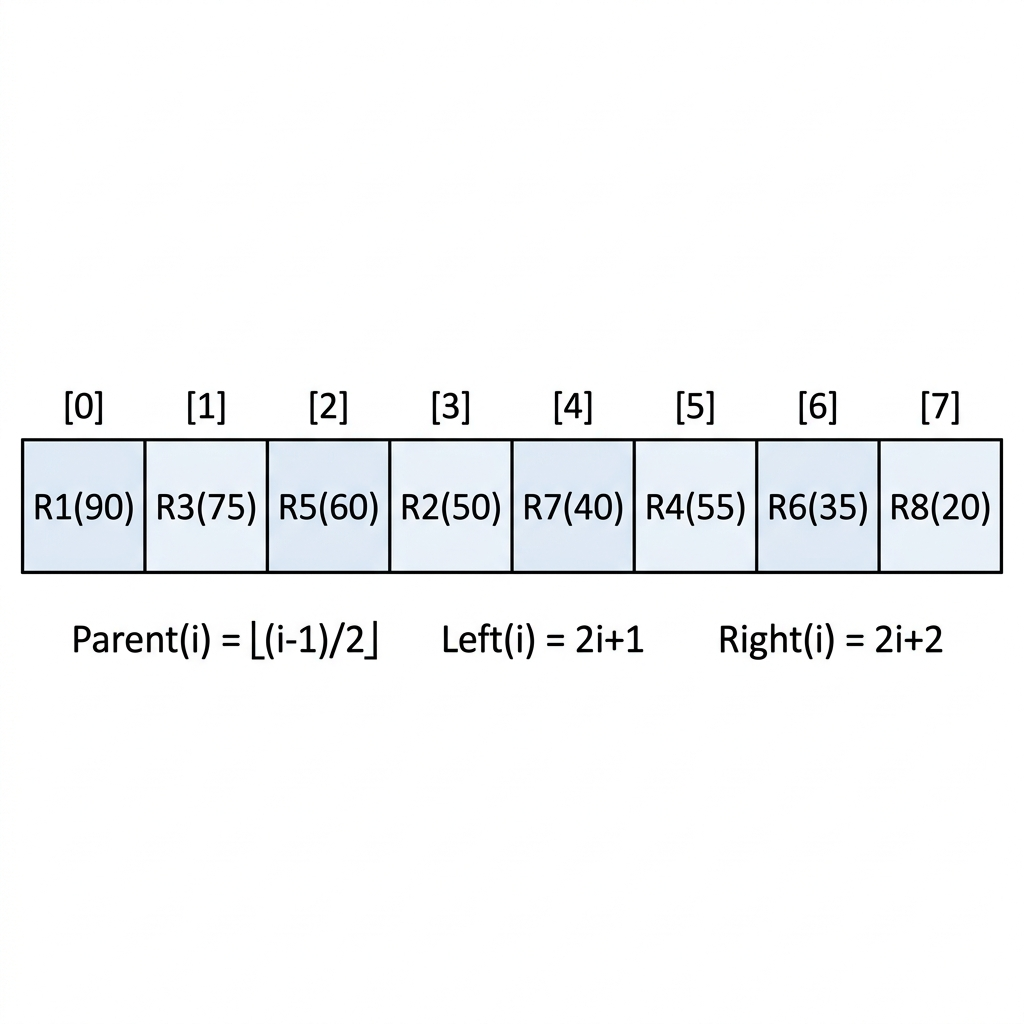 [0] [1] [2] [3] [4] [5] [6] [7]
R1(90) R3(75) R5(60) R2(50) R7(40) R4(55) R6(35) R8(20)
Parent(i) = ⌊(i-1)/2⌋ Left(i) = 2i+1 Right(i) = 2i+2